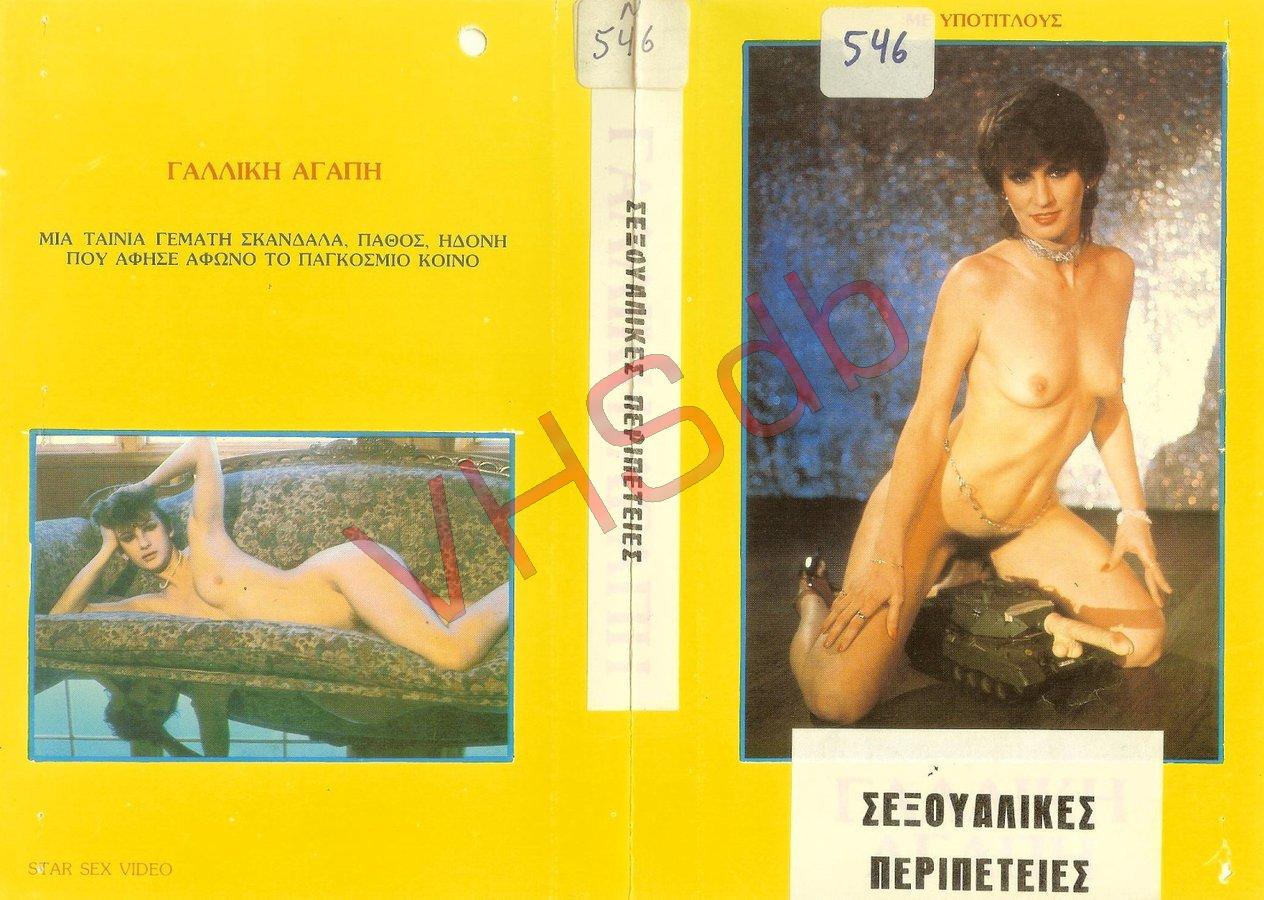 ΓΑΛΛΙΚΗ ΑΓΑΠΗ
ΜΙΑ ΤΑΙΝΙΑ ΓΕΜΑΤΗ ΣΚΑΝΔΑΛΑ, ΠΑΘΟΣ, ΗΔΟΝΗ
ΠΟΥ ΑΦΗΣΕ ΑΦΩΝΟ ΤΟ ΠΑΓΚΟΣΜΙΟ ΚΟΙΝΟ
STAR SEX VIDEO
N
546
ΣΕΞΟΥΑΛΙΚΕΣ ΠΕΡΙΠΕΤΕΙΕΣ
ΜΕ ΥΠΟΤΙΤΛΟΥΣ
546
ΣΕΞΟΥΑΛΙΚΕΣ
ΠΕΡΙΠΕΤΕΙΕΣ
VHSdb